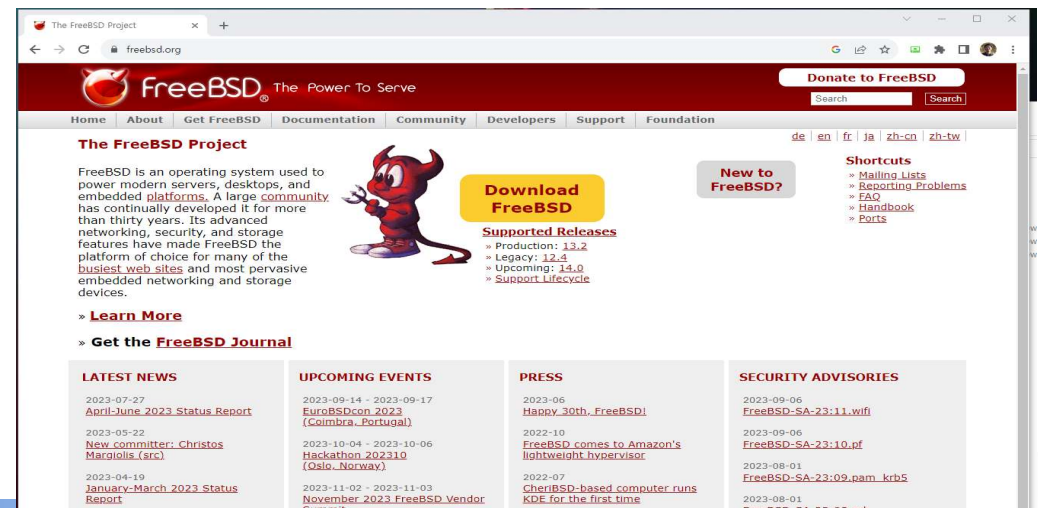 The FreeBSD Project
freebsd.org
FreeBSD® The Power To Serve
Donate to FreeBSD
Search Search
Home About Get FreeBSD Documentation Community Developers Support Foundation
de en fr ja zh-cn zh-tw
The FreeBSD Project
FreeBSD is an operating system used to
power modern servers, desktops, and
embedded platforms. A large community
has continually developed it for more
than thirty years. Its advanced
networking, security, and storage
features have made FreeBSD the
platform of choice for many of the
busiest web sites and most pervasive
embedded networking and storage
devices.
» Learn More
» Get the FreeBSD Journal
Download
FreeBSD
Supported Releases
» Production: 13.2
» Legacy: 12.4
» Upcoming: 14.0
» Support Lifecycle
New to
FreeBSD?
Shortcuts
» Mailing Lists
» Reporting Problems
» FAQ
» Handbook
» Ports
LATEST NEWS
2023-07-27
April-June 2023 Status Report
2023-05-22
New committer: Christos
Margiolis (src)
2023-04-19
January-March 2023 Status
Report
UPCOMING EVENTS
2023-09-14 - 2023-09-17
EuroBSDcon 2023
(Coimbra, Portugal)
2023-10-04 - 2023-10-06
Hackathon 202310
(Oslo, Norway)
2023-11-02 - 2023-11-03
November 2023 FreeBSD Vendor
PRESS
2023-06
Happy 30th, FreeBSD!
2022-10
FreeBSD comes to Amazon's
lightweight hypervisor
2022-07
CheriBSD-based computer runs
KDE for the first time
SECURITY ADVISORIES
2023-09-06
FreeBSD-SA-23:11.wifi
2023-09-06
FreeBSD-SA-23:10.pf
2023-08-01
FreeBSD-SA-23:09.pam_krb5
2023-08-01